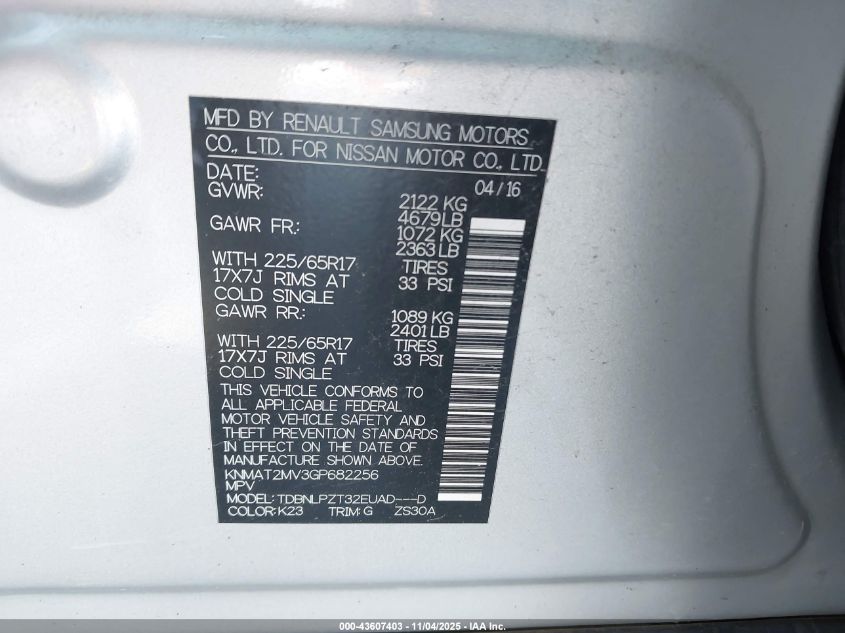 MFD BY RENAULT SAMSUNG MOTORS
CO., LTD. FOR NISSAN MOTOR CO., LTD.
DATE: 04/16
GVWR: 2122 KG
4679LB
GAWR FR: 1072 KG
2363LB
WITH 225/65R17 TIRES
17X7J RIMS AT 33 PSI
COLD SINGLE
GAWR RR: 1089 KG
2401LB
WITH 225/65R17 TIRES
17X7J RIMS AT 33 PSI
COLD SINGLE
THIS VEHICLE CONFORMS TO
ALL APPLICABLE FEDERAL
MOTOR VEHICLE SAFETY AND
THEFT PREVENTION STANDARDS
IN EFFECT ON THE DATE OF
MANUFACTURE SHOWN ABOVE.
KNMAT2MV3GP682256
MPV
MODEL: TDBNLPZT32EUAD---D
COLOR: K23 TRIM: G ZS30A
000-43607403 - 11/04/2025 - IAA Inc.